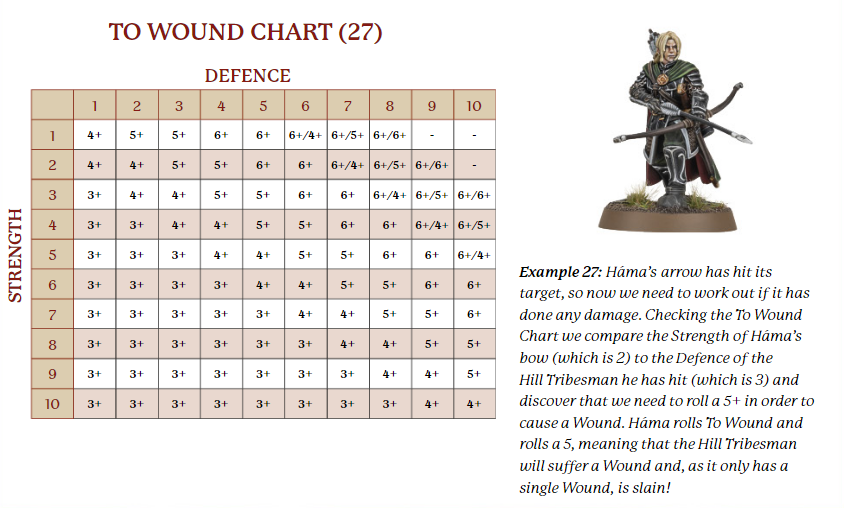 TO WOUND CHART (27)
DEFENCE
1 2 3 4 5 6 7 8 9 10
1 4+ 5+ 5+ 6+ 6+ 6+/4+ 6+/5+ 6+/6+ - -
2 4+ 4+ 5+ 5+ 6+ 6+ 6+/4+ 6+/5+ 6+/6+ -
3 3+ 4+ 4+ 5+ 5+ 6+ 6+ 6+/4+ 6+/5+ 6+/6+
4 3+ 3+ 4+ 4+ 5+ 5+ 6+ 6+ 6+/4+ 6+/5+
5 3+ 3+ 3+ 4+ 4+ 5+ 5+ 6+ 6+ 6+/4+
6 3+ 3+ 3+ 3+ 4+ 4+ 5+ 5+ 6+ 6+
7 3+ 3+ 3+ 3+ 3+ 4+ 4+ 5+ 5+ 6+
8 3+ 3+ 3+ 3+ 3+ 3+ 4+ 4+ 5+ 5+
9 3+ 3+ 3+ 3+ 3+ 3+ 3+ 4+ 4+ 5+
10 3+ 3+ 3+ 3+ 3+ 3+ 3+ 3+ 4+ 4+
STRENGTH
Example 27: Háma's arrow has hit its
target, so now we need to work out if it has
done any damage. Checking the To Wound
Chart we compare the Strength of Háma's
bow (which is 2) to the Defence of the
Hill Tribesman he has hit (which is 3) and
discover that we need to roll a 5+ in order to
cause a Wound. Háma rolls To Wound and
rolls a 5, meaning that the Hill Tribesman
will suffer a Wound and, as it only has a
single Wound, is slain!